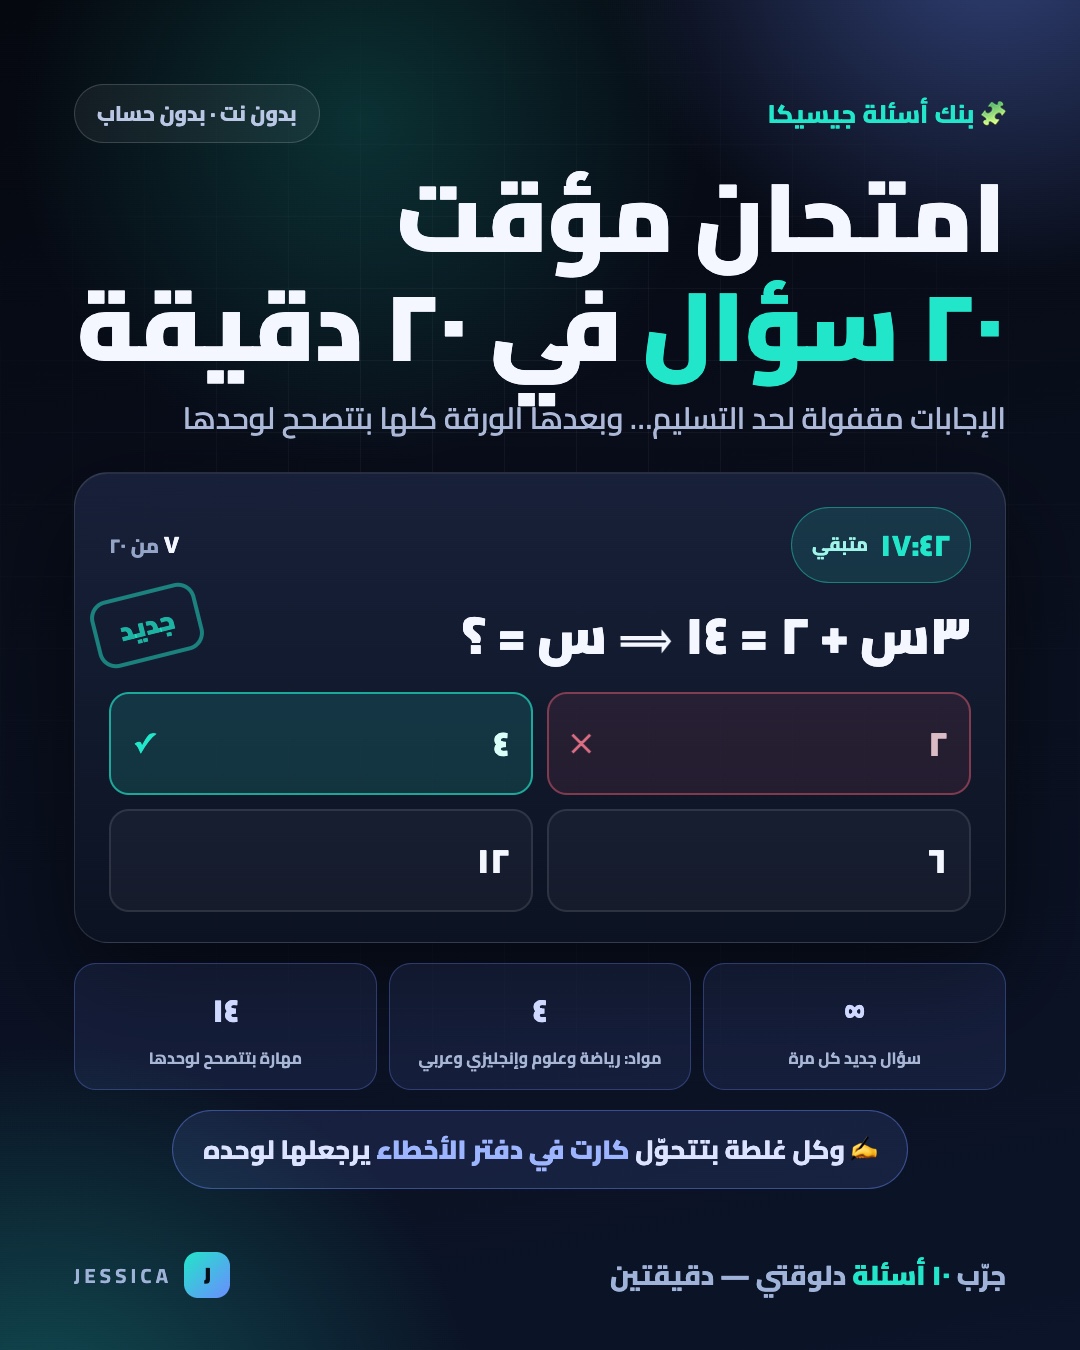 🧩 بنك أسئلة جيسيكا
بدون نت · بدون حساب
امتحان مؤقت
٢٠ سؤال في ٢٠ دقيقة
الإجابات مقفولة لحد التسليم... وبعدها الورقة كلها بتتصحح لوحدها
١٧:٤٢ متبقي
٧ من ٢٠
٣س + ٢ = ١٤ ⟹ س = ؟
جديد
٢ ✕
٤ ✓
٦
١٢
∞
سؤال جديد كل مرة
٤
مواد: رياضة وعلوم وإنجليزي وعربي
١٤
مهارة بتتصحح لوحدها
✍️ وكل غلطة بتتحوّل كارت في دفتر الأخطاء يرجعلها لوحده
جرّب ١٠ أسئلة دلوقتي — دقيقتين
J JESSICA